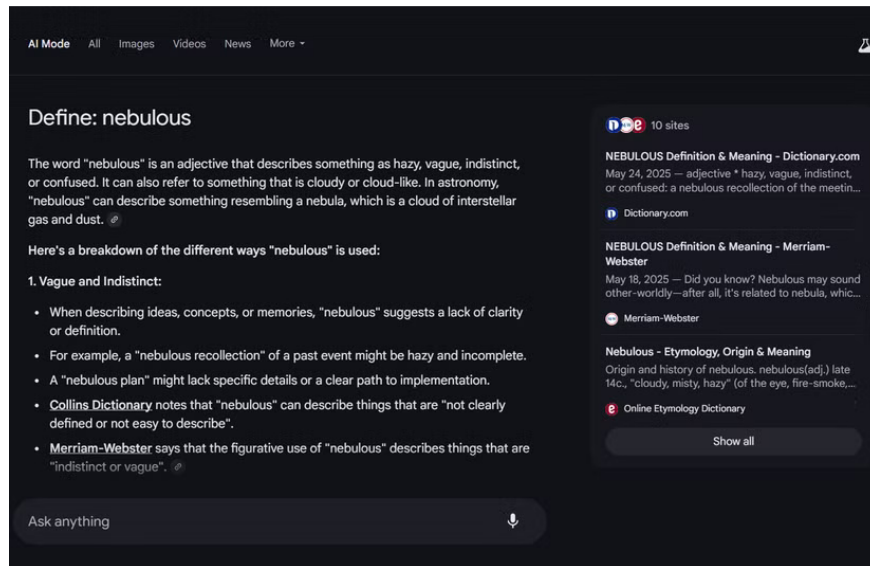 AI Mode All Images Videos News More
Define: nebulous
The word "nebulous" is an adjective that describes something as hazy, vague, indistinct,
or confused. It can also refer to something that is cloudy or cloud-like. In astronomy,
"nebulous" can describe something resembling a nebula, which is a cloud of interstellar
gas and dust.
Here's a breakdown of the different ways "nebulous" is used:
1. Vague and Indistinct:
• When describing ideas, concepts, or memories, "nebulous" suggests a lack of clarity
or definition.
• For example, a "nebulous recollection" of a past event might be hazy and incomplete.
• A "nebulous plan" might lack specific details or a clear path to implementation.
• Collins Dictionary notes that "nebulous" can describe things that are "not clearly
defined or not easy to describe".
• Merriam-Webster says that the figurative use of "nebulous" describes things that are
"indistinct or vague".
Ask anything
10 sites
NEBULOUS Definition & Meaning - Dictionary.com
May 24, 2025 — adjective * hazy, vague, indistinct,
or confused: a nebulous recollection of the meetin...
Dictionary.com
NEBULOUS Definition & Meaning - Merriam-
Webster
May 18, 2025 — Did you know? Nebulous may sound
other-worldly—after all, it's related to nebula, whic...
Merriam-Webster
Nebulous - Etymology, Origin & Meaning
Origin and history of nebulous. nebulous(adj.) late
14c., "cloudy, misty, hazy" (of the eye, fire-smoke,...
Online Etymology Dictionary
Show all